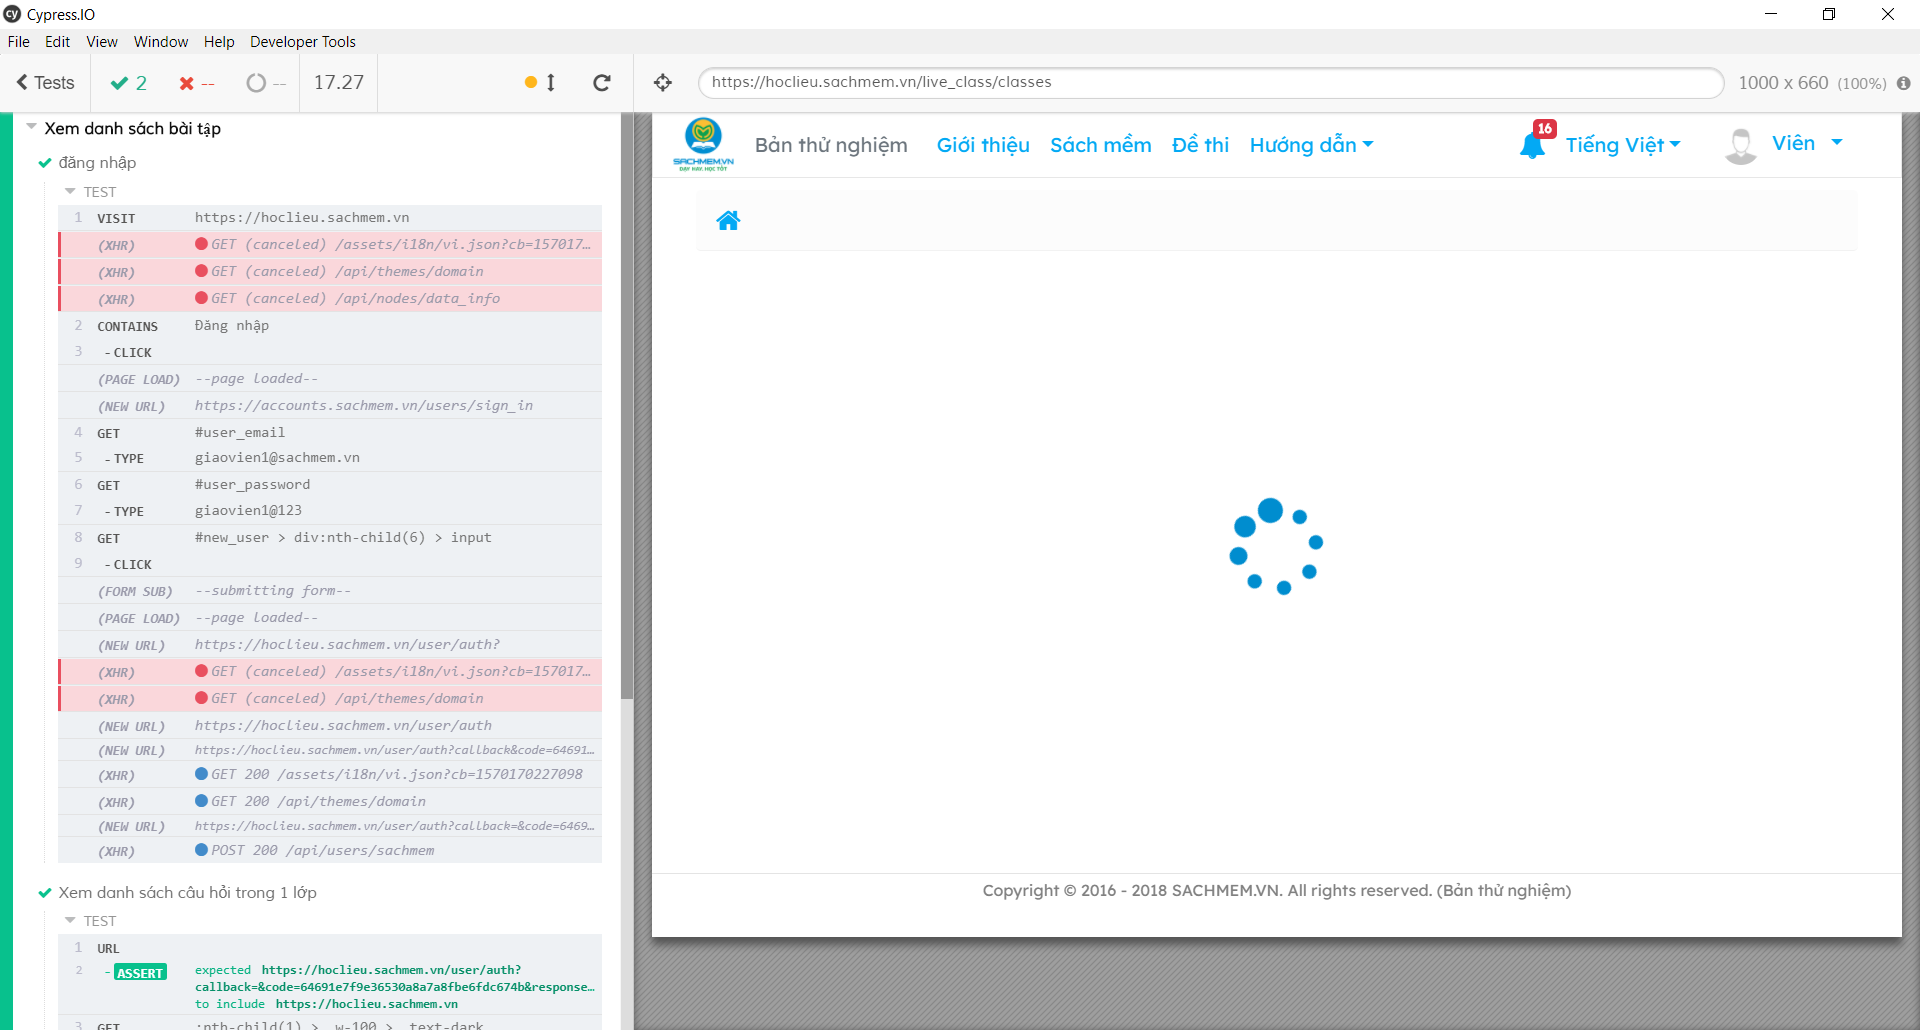 Cypress.IO
File Edit View Window Help Developer Tools
Tests 2 -- -- 17.27 https://hoclieu.sachmem.vn/live_class/classes 1000 x 660 (100%)
Xem danh sách bài tập
đăng nhập
TEST
1 VISIT https://hoclieu.sachmem.vn
(XHR) GET (canceled) /assets/i18n/vi.json?cb=157017...
(XHR) GET (canceled) /api/themes/domain
(XHR) GET (canceled) /api/nodes/data_info
2 CONTAINS Đăng nhập
3 - CLICK
(PAGE LOAD) --page loaded--
(NEW URL) https://accounts.sachmem.vn/users/sign_in
4 GET #user_email
5 - TYPE giaovien1@sachmem.vn
6 GET #user_password
7 - TYPE giaovien1@123
8 GET #new_user > div:nth-child(6) > input
9 - CLICK
(FORM SUB) --submitting form--
(PAGE LOAD) --page loaded--
(NEW URL) https://hoclieu.sachmem.vn/user/auth?
(XHR) GET (canceled) /assets/i18n/vi.json?cb=157017...
(XHR) GET (canceled) /api/themes/domain
(NEW URL) https://hoclieu.sachmem.vn/user/auth
(NEW URL) https://hoclieu.sachmem.vn/user/auth?callback&code=64691...
(XHR) GET 200 /assets/i18n/vi.json?cb=1570170227098
(XHR) GET 200 /api/themes/domain
(NEW URL) https://hoclieu.sachmem.vn/user/auth?callback=&code=6469...
(XHR) POST 200 /api/users/sachmem
Xem danh sách câu hỏi trong 1 lớp
TEST
1 URL
2 - ASSERT expected https://hoclieu.sachmem.vn/user/auth?
callback=&code=64691e7f9e36530a8a7a8fbe6fdc674b&response...
to include https://hoclieu.sachmem.vn
3 GET :nth-child(1) > .w-100 > .text-dark
SACHMEM.VN
DẠY HAY, HỌC TỐT
Bản thử nghiệm Giới thiệu Sách mềm Đề thi Hướng dẫn 16 Tiếng Việt Viên
Copyright © 2016 - 2018 SACHMEM.VN. All rights reserved. (Bản thử nghiệm)